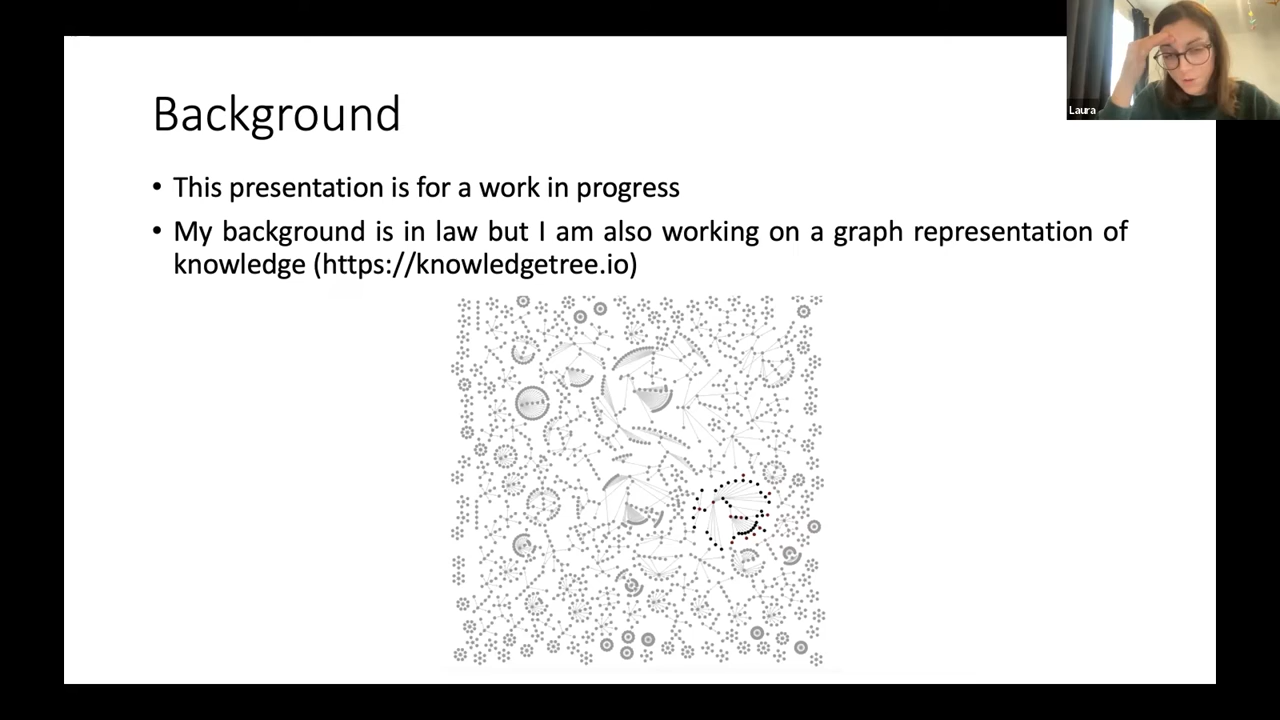 Laura
Background
• This presentation is for a work in progress
• My background is in law but I am also working on a graph representation of
knowledge (https://knowledgetree.io)